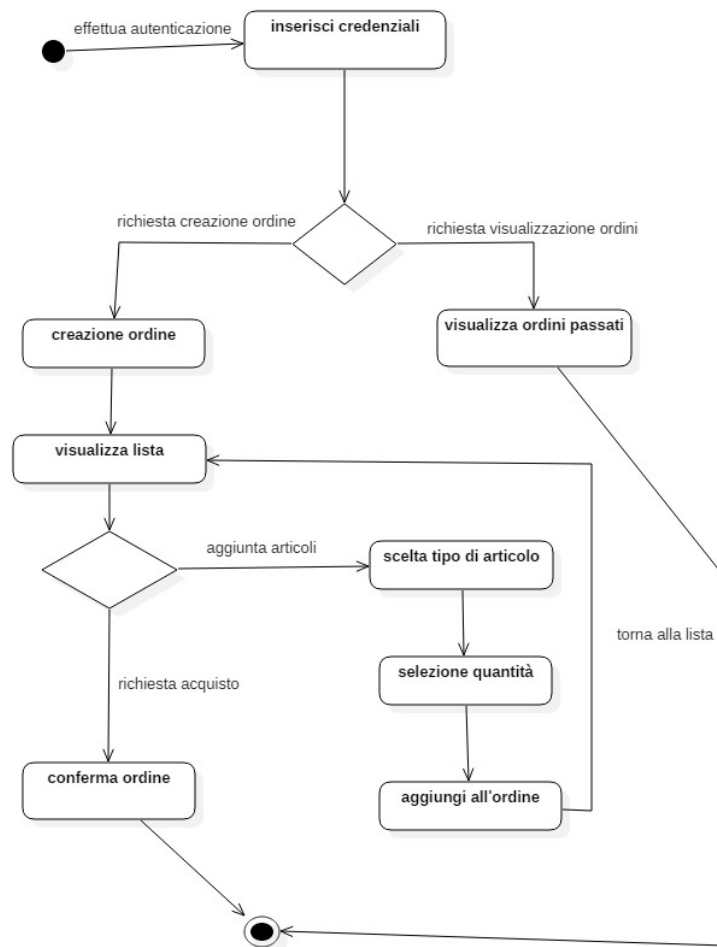 effettua autenticazione
inserisci credenziali
richiesta creazione ordine
richiesta visualizzazione ordini
creazione ordine
visualizza ordini passati
visualizza lista
aggiunta articoli
scelta tipo di articolo
torna alla lista
selezione quantità
richiesta acquisto
conferma ordine
aggiungi all'ordine